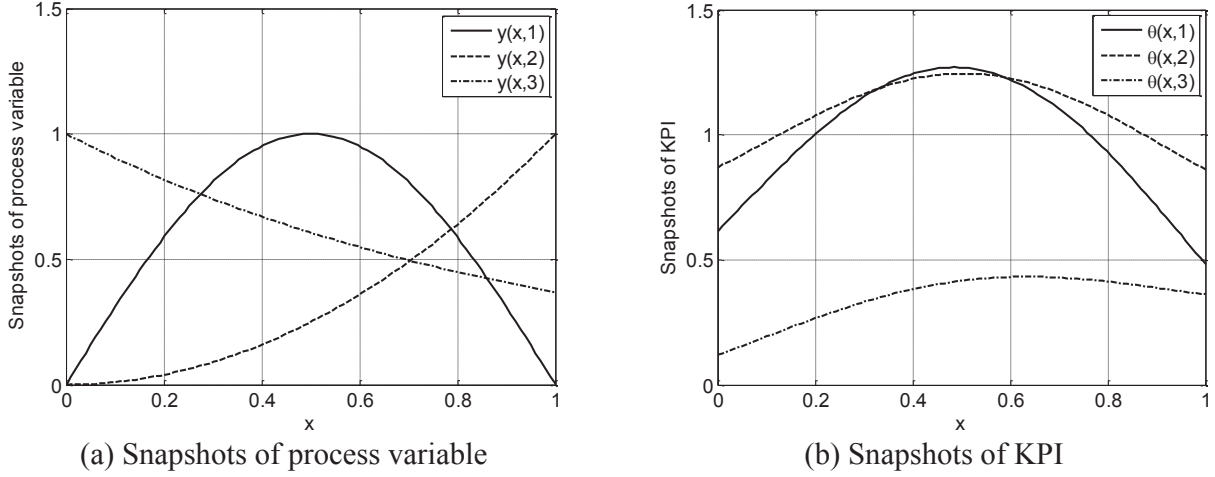 1.5
1
0.5
0
0 0.2 0.4 0.6 0.8 1
x
Snapshots of process variable
y(x,1)
y(x,2)
y(x,3)
(a) Snapshots of process variable
1.5
1
0.5
0
0 0.2 0.4 0.6 0.8 1
x
Snapshots of KPI
θ(x,1)
θ(x,2)
θ(x,3)
(b) Snapshots of KPI